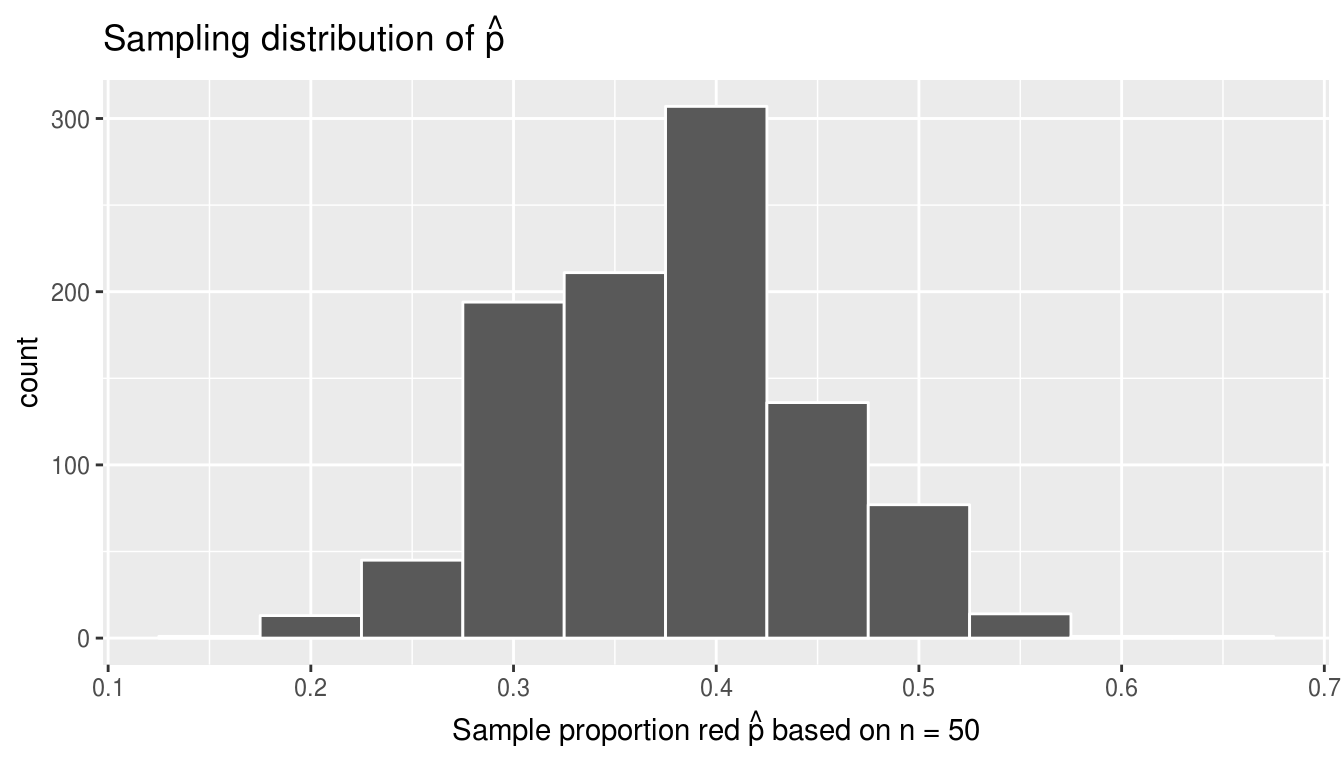 Sampling distribution of p̂
300
200
100
0
count
0.1 0.2 0.3 0.4 0.5 0.6 0.7
Sample proportion red p̂ based on n = 50